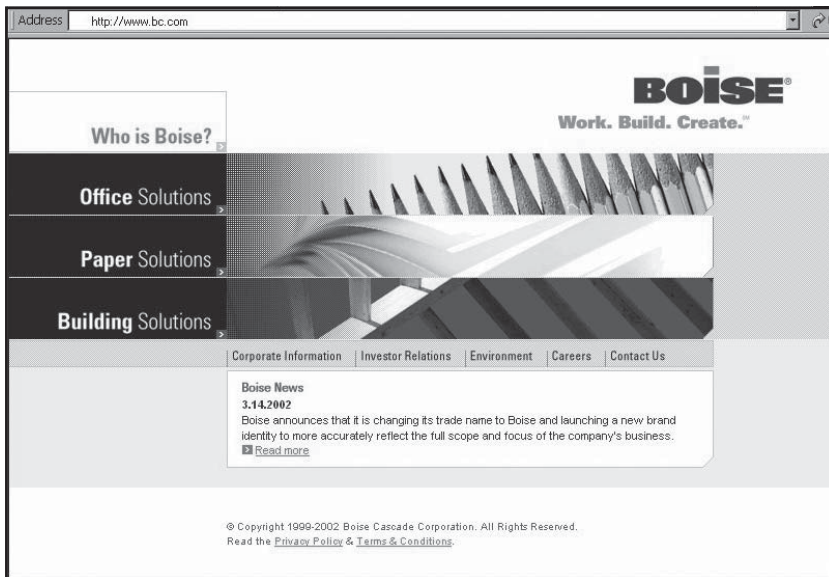 Address http://www.bc.com
BOISE®
Work. Build. Create.℠
Who is Boise?
Office Solutions
Paper Solutions
Building Solutions
Corporate Information Investor Relations Environment Careers Contact Us
Boise News
3.14.2002
Boise announces that it is changing its trade name to Boise and launching a new brand
identity to more accurately reflect the full scope and focus of the company's business.
Read more
© Copyright 1999-2002 Boise Cascade Corporation. All Rights Reserved.
Read the Privacy Policy & Terms & Conditions.